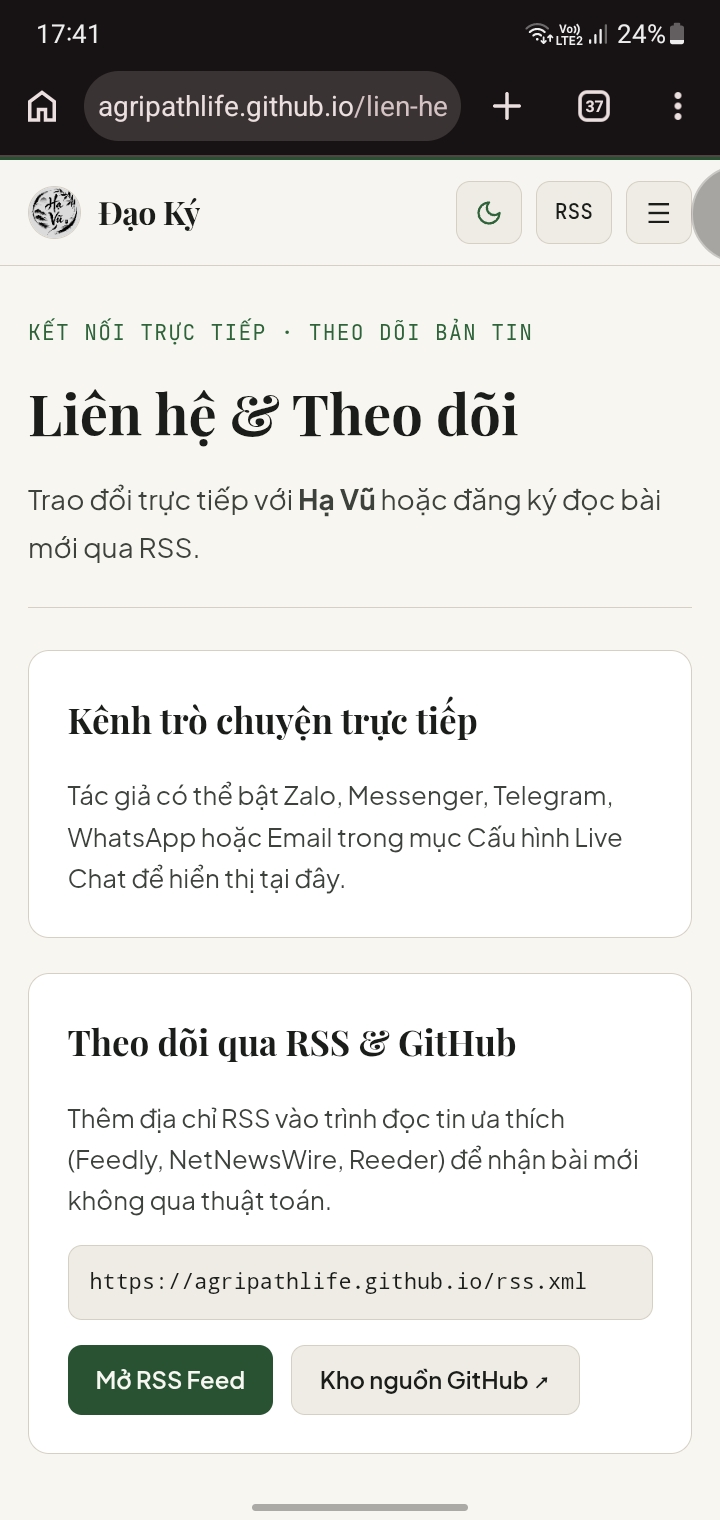 17:41
Vo)) LTE2 24%
agripathlife.github.io/lien-he
37
Hạ Vũ
Đạo Ký
RSS
KẾT NỐI TRỰC TIẾP · THEO DÕI BẢN TIN
Liên hệ & Theo dõi
Trao đổi trực tiếp với Hạ Vũ hoặc đăng ký đọc bài
mới qua RSS.
Kênh trò chuyện trực tiếp
Tác giả có thể bật Zalo, Messenger, Telegram,
WhatsApp hoặc Email trong mục Cấu hình Live
Chat để hiển thị tại đây.
Theo dõi qua RSS & GitHub
Thêm địa chỉ RSS vào trình đọc tin ưa thích
(Feedly, NetNewsWire, Reeder) để nhận bài mới
không qua thuật toán.
https://agripathlife.github.io/rss.xml
Mở RSS Feed
Kho nguồn GitHub ↗